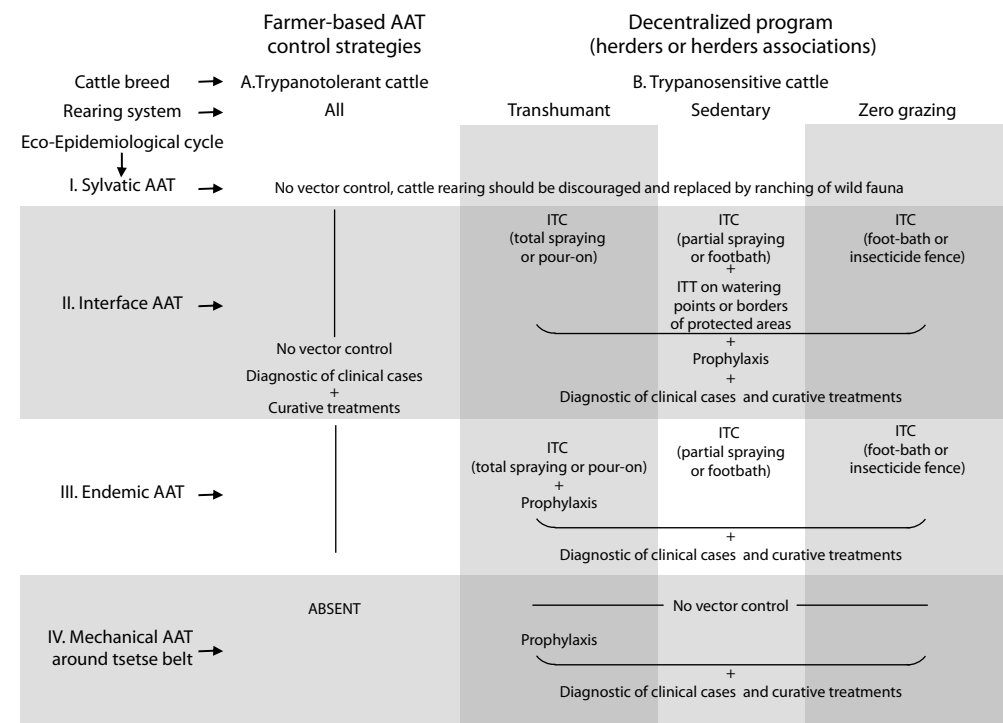 Farmer-based AAT
control strategies
Decentralized program
(herders or herders associations)
Cattle breed
A.Trypanotolerant cattle
B. Trypanosensitive cattle
Rearing system
All
Transhumant
Sedentary
Zero grazing
Eco-Epidemiological cycle
I. Sylvatic AAT
No vector control, cattle rearing should be discouraged and replaced by ranching of wild fauna
II. Interface AAT
No vector control
Diagnostic of clinical cases
+
Curative treatments
ITC
(total spraying
or pour-on)
ITC
(partial spraying
or footbath)
+
ITT on watering
points or borders
of protected areas
ITC
(foot-bath or
insecticide fence)
+
Prophylaxis
+
Diagnostic of clinical cases and curative treatments
III. Endemic AAT
ITC
(total spraying or pour-on)
+
Prophylaxis
ITC
(partial spraying
or footbath)
ITC
(foot-bath or
insecticide fence)
+
Diagnostic of clinical cases and curative treatments
IV. Mechanical AAT
around tsetse belt
ABSENT
No vector control
Prophylaxis
+
Diagnostic of clinical cases and curative treatments